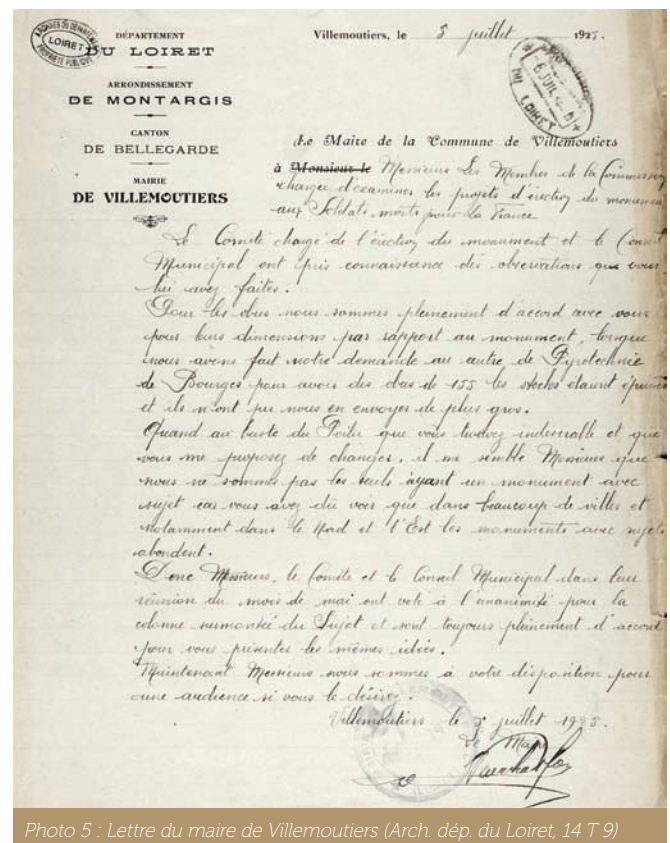 ARCHIVES DU DÉPARTEMENT
LOIRET
PROPRIÉTÉ PUBLIQUE
DÉPARTEMENT
DU LOIRET
ARRONDISSEMENT
DE MONTARGIS
CANTON
DE BELLEGARDE
MAIRIE
DE VILLEMOUTIERS
Villemoutiers, le 5 juillet 1925.
6 JUIL
LOIRET
Le Maire de la Commune de Villemoutiers
à Monsieur le Messieurs Les Membres de la Commission
chargée d'examiner les projets d'érection du monument
aux Soldats morts pour la France
Le Comité chargé de l'érection du monument et le Conseil
Municipal ont pris connaissance des observations que vous
lui avez faites.
Pour les obus nous sommes pleinement d'accord avec vous
pour leurs dimensions par rapport au monument, lorsque
nous avons fait notre demande au centre de Pyrotechnie
de Bourges pour avoir des obus de 155 les stocks étaient épuisés
et ils n'ont pu nous en envoyer de plus gros.
Quand au buste du Poilu que vous trouvez indésirable et que
vous me proposez de changer, il me semble Messieurs que
nous ne sommes pas les seuls ayant un monument avec
sujet car vous avez dû voir que dans beaucoup de villes et
notamment dans le Nord et l'Est les monuments avec sujets
abondent.
Donc Messieurs, le Comité et le Conseil Municipal dans leur
réunion du mois de mai ont voté à l'unanimité pour la
colonne surmontée du Sujet et sont toujours pleinement d'accord
pour vous présenter les mêmes idées.
Maintenant Messieurs nous sommes à votre disposition pour
une audience si vous le désirez.
Villemoutiers le 5 juillet 1925.
Le Maire
Photo 5 : Lettre du maire de Villemoutiers (Arch. dép. du Loiret, 14 T 9)